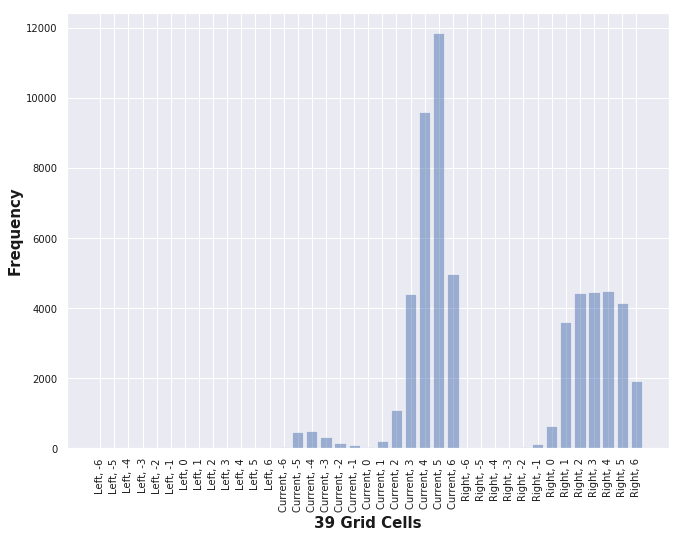 12000
10000
8000
6000
4000
2000
0
Frequency
Left, -6
Left, -5
Left, -4
Left, -3
Left, -2
Left, -1
Left, 0
Left, 1
Left, 2
Left, 3
Left, 4
Left, 5
Left, 6
Current, -6
Current, -5
Current, -4
Current, -3
Current, -2
Current, -1
Current, 0
Current, 1
Current, 2
Current, 3
Current, 4
Current, 5
Current, 6
Right, -6
Right, -5
Right, -4
Right, -3
Right, -2
Right, -1
Right, 0
Right, 1
Right, 2
Right, 3
Right, 4
Right, 5
Right, 6
39 Grid Cells